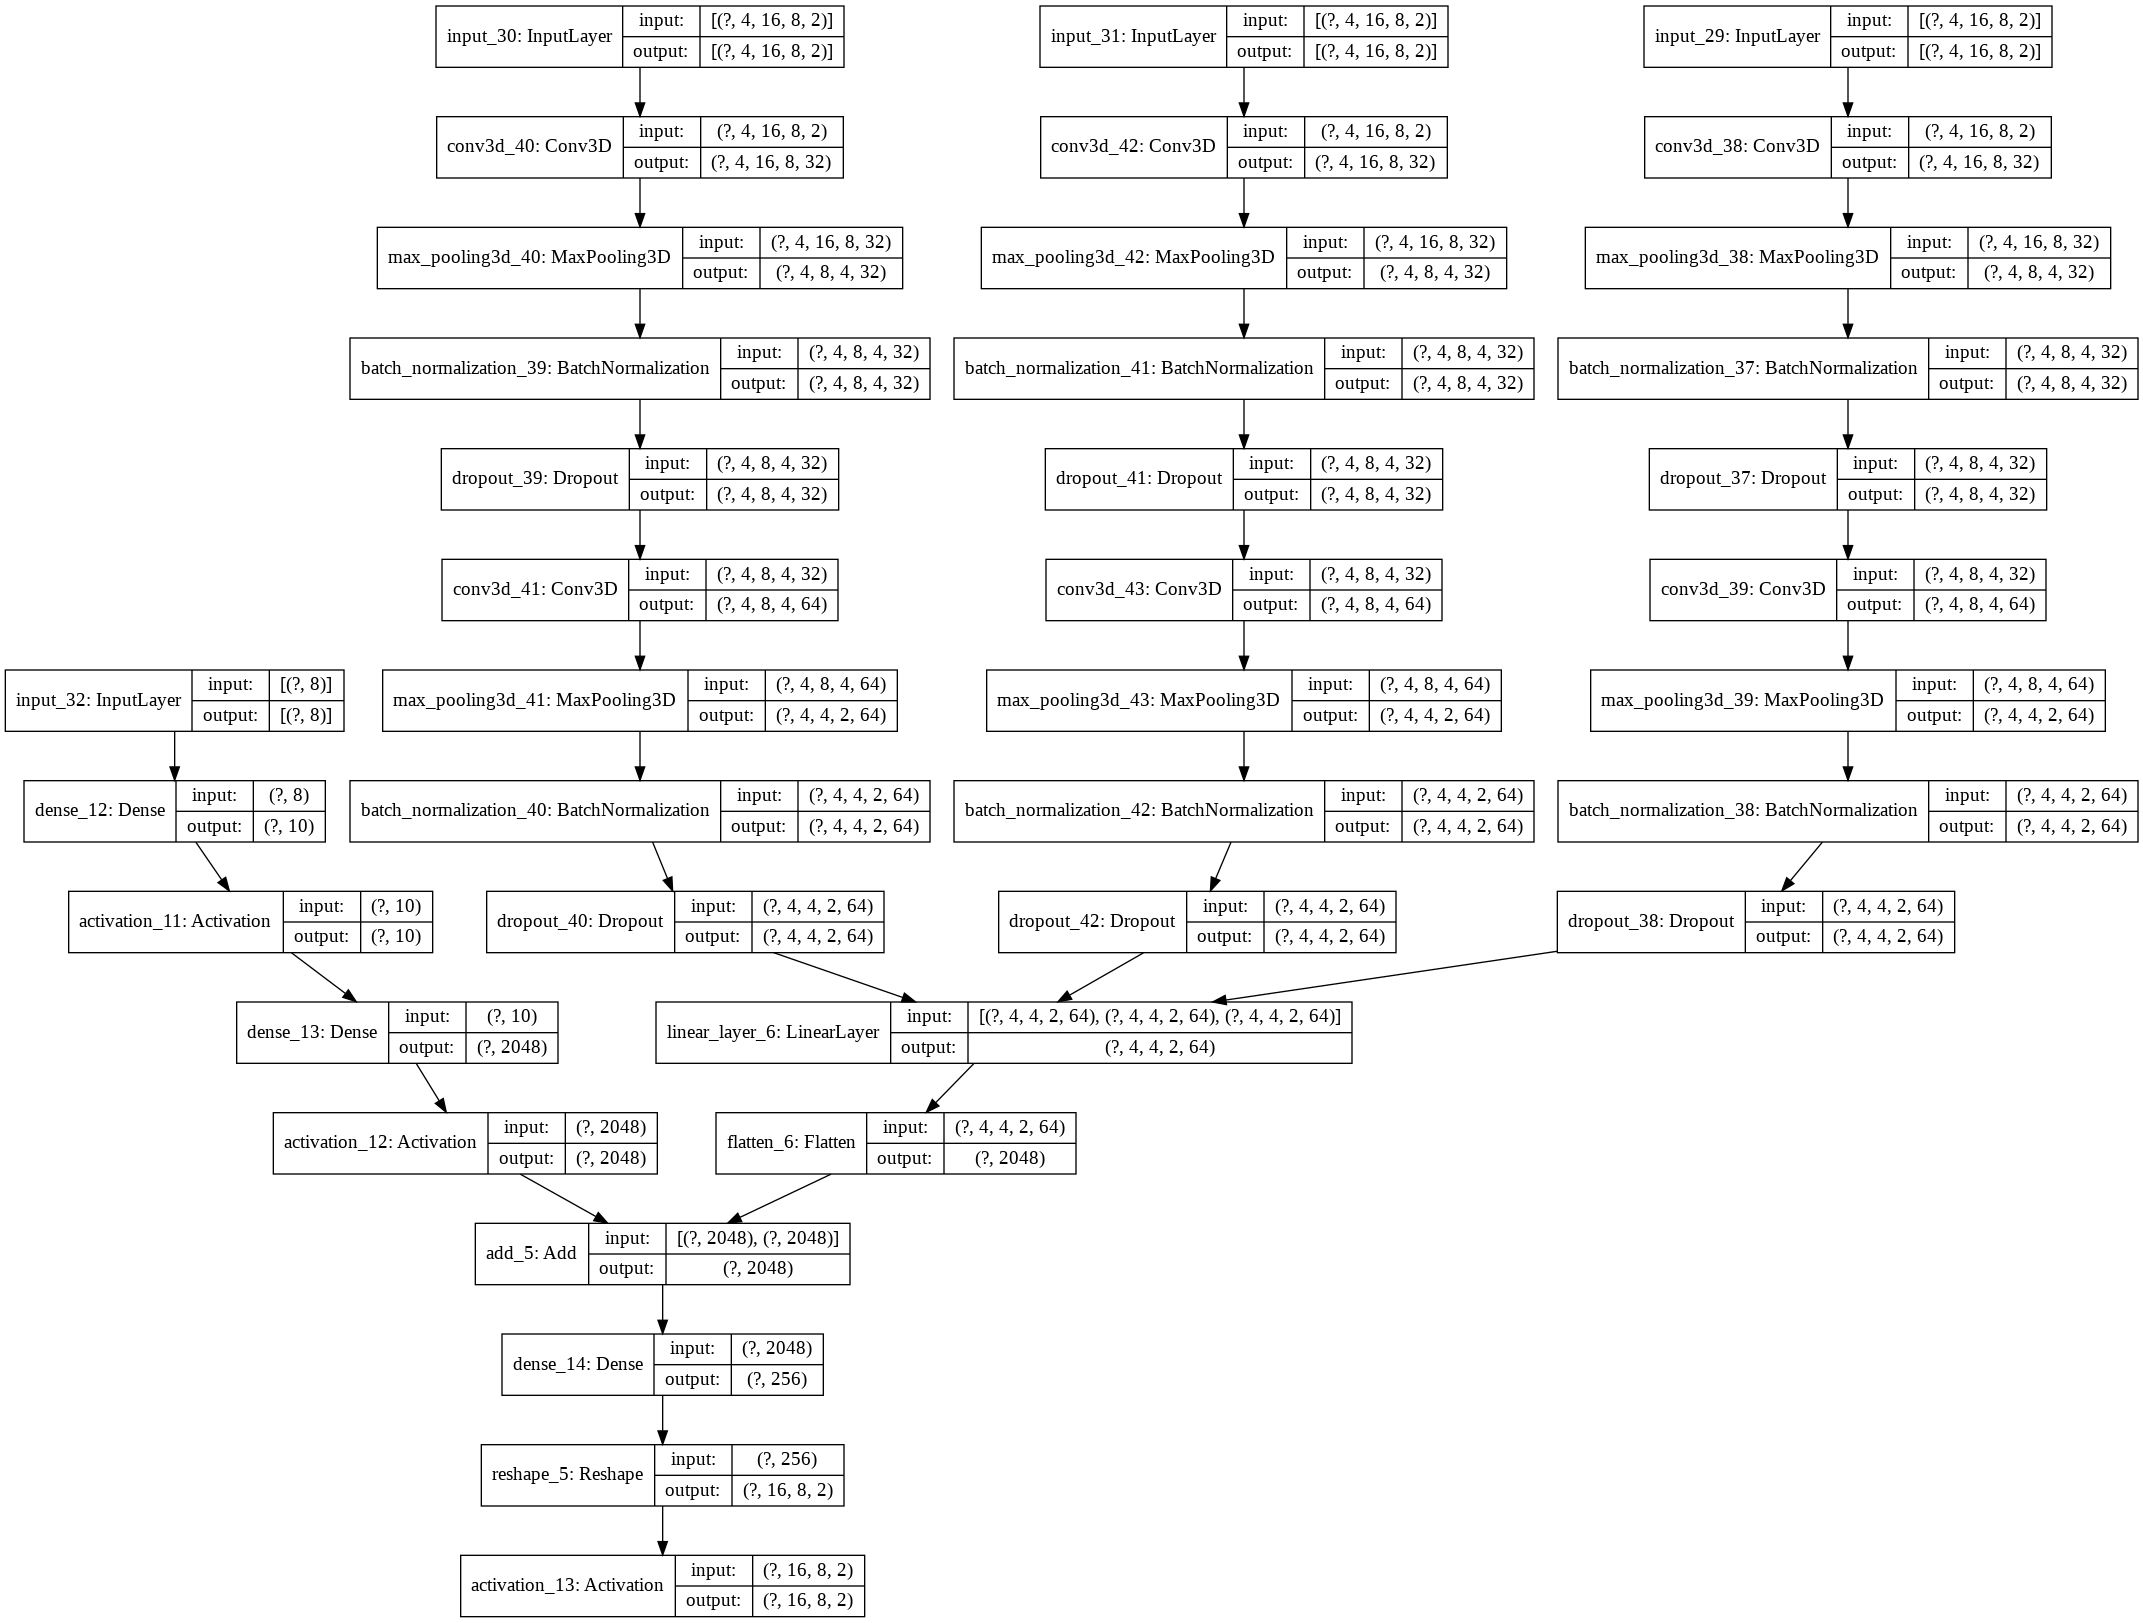 input_30: InputLayer input: [(?, 4, 16, 8, 2)] output: [(?, 4, 16, 8, 2)]
input_31: InputLayer input: [(?, 4, 16, 8, 2)] output: [(?, 4, 16, 8, 2)]
input_29: InputLayer input: [(?, 4, 16, 8, 2)] output: [(?, 4, 16, 8, 2)]
conv3d_40: Conv3D input: (?, 4, 16, 8, 2) output: (?, 4, 16, 8, 32)
conv3d_42: Conv3D input: (?, 4, 16, 8, 2) output: (?, 4, 16, 8, 32)
conv3d_38: Conv3D input: (?, 4, 16, 8, 2) output: (?, 4, 16, 8, 32)
max_pooling3d_40: MaxPooling3D input: (?, 4, 16, 8, 32) output: (?, 4, 8, 4, 32)
max_pooling3d_42: MaxPooling3D input: (?, 4, 16, 8, 32) output: (?, 4, 8, 4, 32)
max_pooling3d_38: MaxPooling3D input: (?, 4, 16, 8, 32) output: (?, 4, 8, 4, 32)
batch_normalization_39: BatchNormalization input: (?, 4, 8, 4, 32) output: (?, 4, 8, 4, 32)
batch_normalization_41: BatchNormalization input: (?, 4, 8, 4, 32) output: (?, 4, 8, 4, 32)
batch_normalization_37: BatchNormalization input: (?, 4, 8, 4, 32) output: (?, 4, 8, 4, 32)
dropout_39: Dropout input: (?, 4, 8, 4, 32) output: (?, 4, 8, 4, 32)
dropout_41: Dropout input: (?, 4, 8, 4, 32) output: (?, 4, 8, 4, 32)
dropout_37: Dropout input: (?, 4, 8, 4, 32) output: (?, 4, 8, 4, 32)
conv3d_41: Conv3D input: (?, 4, 8, 4, 32) output: (?, 4, 8, 4, 64)
conv3d_43: Conv3D input: (?, 4, 8, 4, 32) output: (?, 4, 8, 4, 64)
conv3d_39: Conv3D input: (?, 4, 8, 4, 32) output: (?, 4, 8, 4, 64)
input_32: InputLayer input: [(?, 8)] output: [(?, 8)]
max_pooling3d_41: MaxPooling3D input: (?, 4, 8, 4, 64) output: (?, 4, 4, 2, 64)
max_pooling3d_43: MaxPooling3D input: (?, 4, 8, 4, 64) output: (?, 4, 4, 2, 64)
max_pooling3d_39: MaxPooling3D input: (?, 4, 8, 4, 64) output: (?, 4, 4, 2, 64)
dense_12: Dense input: (?, 8) output: (?, 10)
batch_normalization_40: BatchNormalization input: (?, 4, 4, 2, 64) output: (?, 4, 4, 2, 64)
batch_normalization_42: BatchNormalization input: (?, 4, 4, 2, 64) output: (?, 4, 4, 2, 64)
batch_normalization_38: BatchNormalization input: (?, 4, 4, 2, 64) output: (?, 4, 4, 2, 64)
activation_11: Activation input: (?, 10) output: (?, 10)
dropout_40: Dropout input: (?, 4, 4, 2, 64) output: (?, 4, 4, 2, 64)
dropout_42: Dropout input: (?, 4, 4, 2, 64) output: (?, 4, 4, 2, 64)
dropout_38: Dropout input: (?, 4, 4, 2, 64) output: (?, 4, 4, 2, 64)
dense_13: Dense input: (?, 10) output: (?, 2048)
linear_layer_6: LinearLayer input: [(?, 4, 4, 2, 64), (?, 4, 4, 2, 64), (?, 4, 4, 2, 64)] output: (?, 4, 4, 2, 64)
activation_12: Activation input: (?, 2048) output: (?, 2048)
flatten_6: Flatten input: (?, 4, 4, 2, 64) output: (?, 2048)
add_5: Add input: [(?, 2048), (?, 2048)] output: (?, 2048)
dense_14: Dense input: (?, 2048) output: (?, 256)
reshape_5: Reshape input: (?, 256) output: (?, 16, 8, 2)
activation_13: Activation input: (?, 16, 8, 2) output: (?, 16, 8, 2)